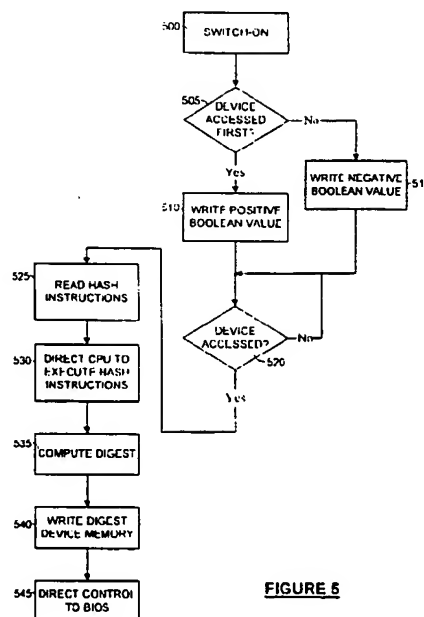 500
SWITCH-ON
505
DEVICE
ACCESSED
FIRST?
No
Yes
510
WRITE POSITIVE
BOOLEAN VALUE
WRITE NEGATIVE
BOOLEAN VALUE
51
525
READ HASH
INSTRUCTIONS
DEVICE
ACCESSED?
No
520
Yes
530
DIRECT CPU TO
EXECUTE HASH
INSTRUCTIONS
535
COMPUTE DIGEST
540
WRITE DIGEST
DEVICE MEMORY
545
DIRECT CONTROL
TO BIOS
FIGURE 5